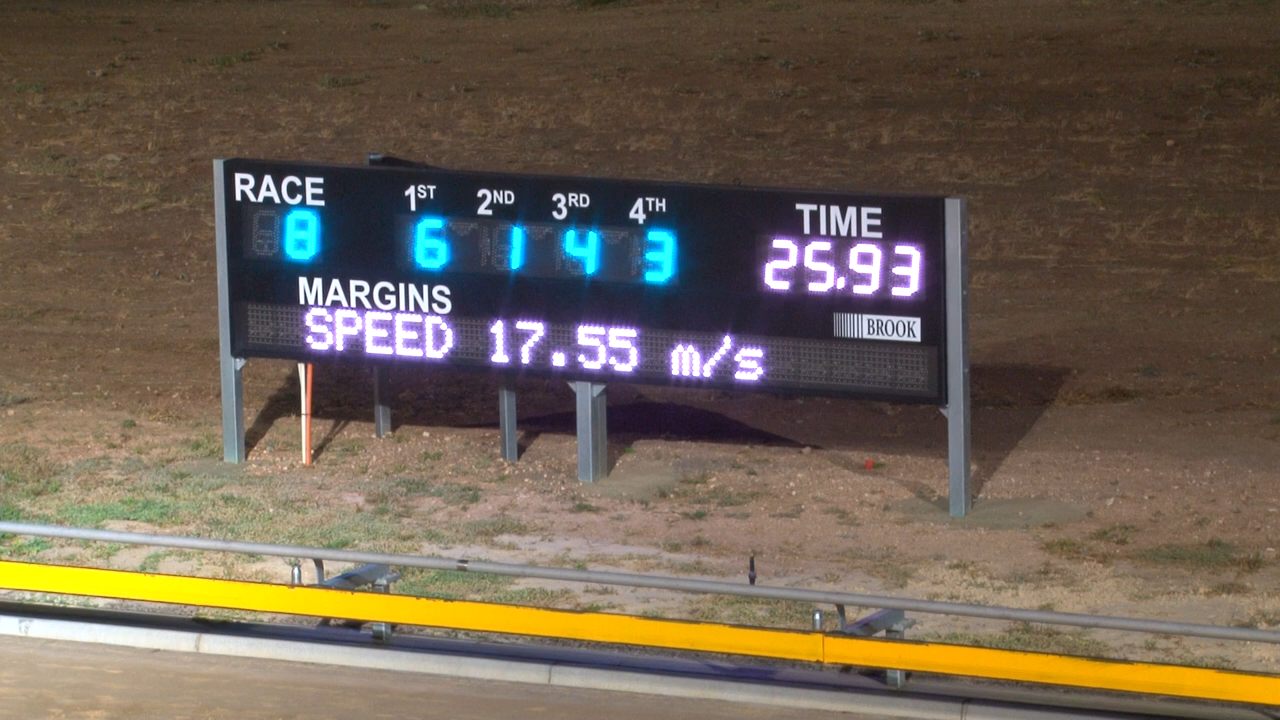 RACE 1ST 2ND 3RD 4TH TIME
8 6 1 4 3 25.93
MARGINS
BROOK
SPEED 17.55 m/s